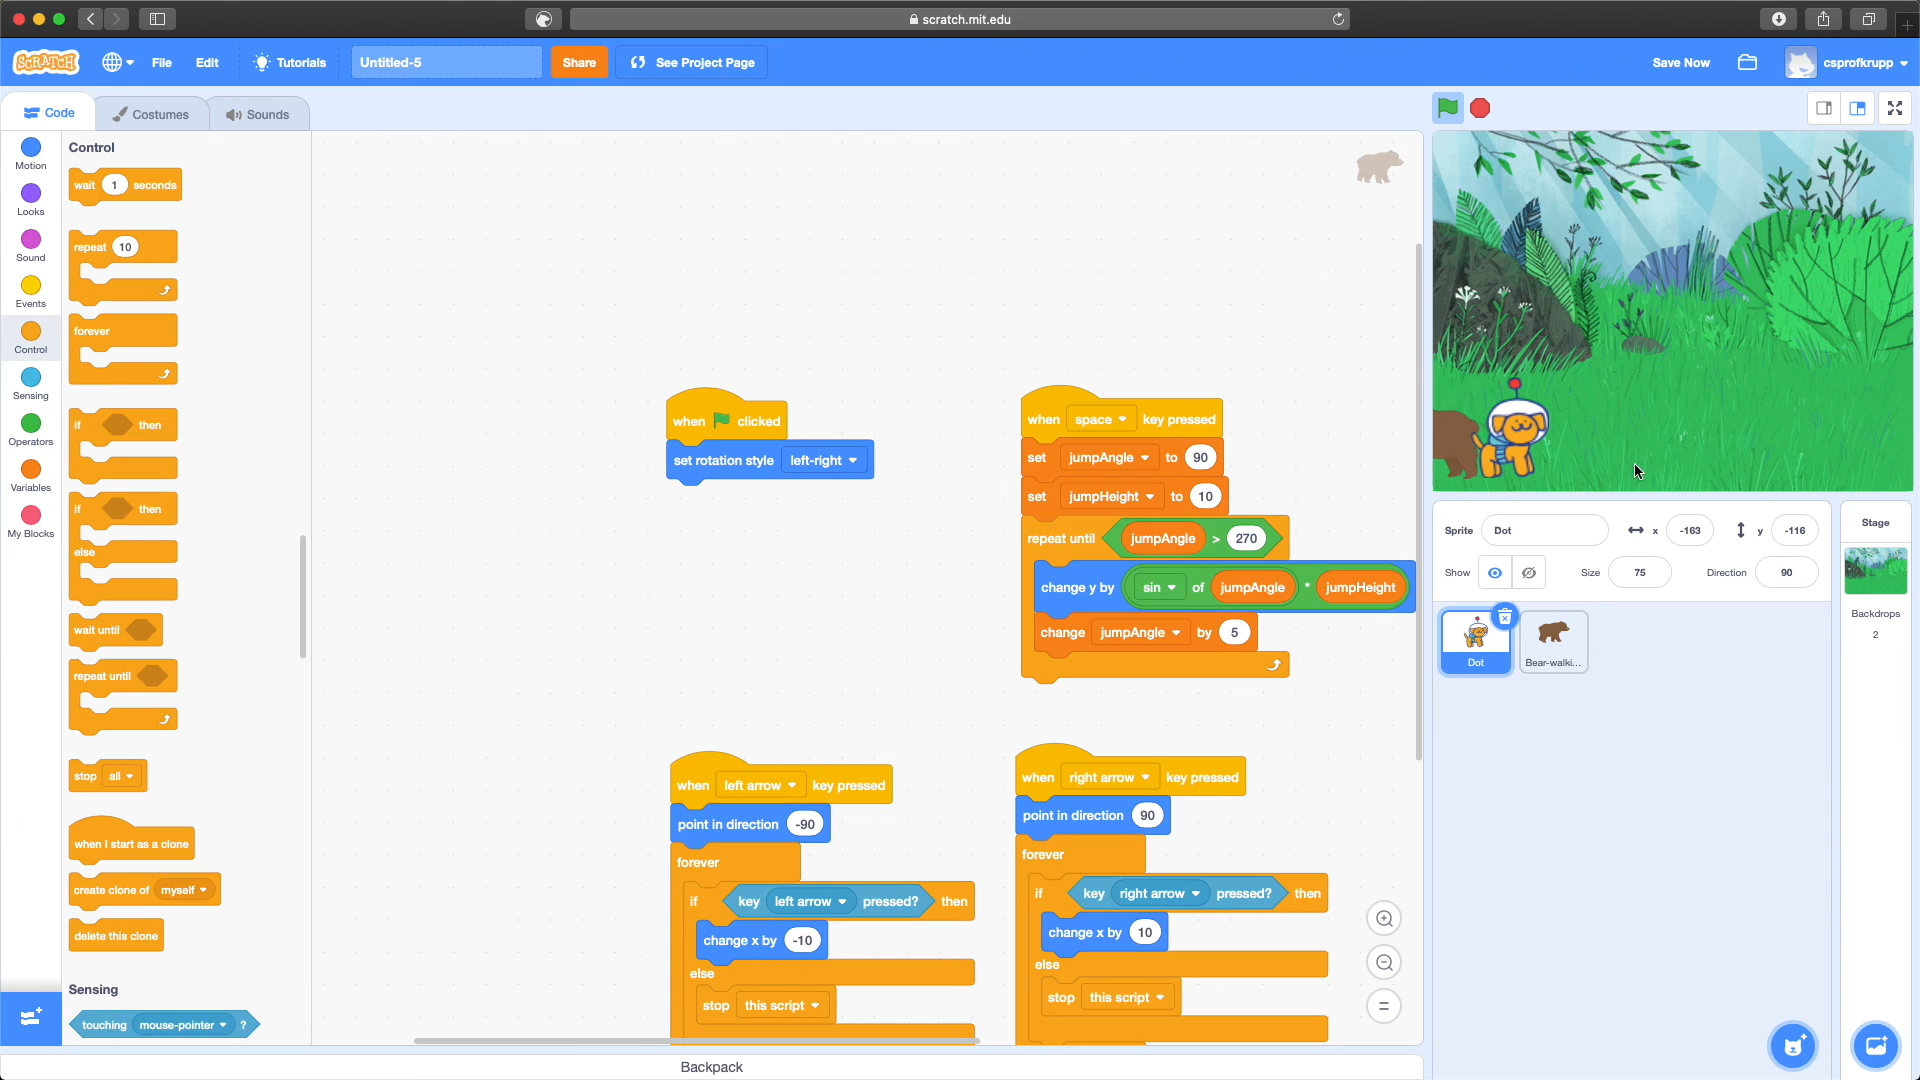 scratch.mit.edu
SCRATCH File Edit Tutorials Untitled-5 Share See Project Page Save Now csprofkrupp
Code Costumes Sounds
Motion
Looks
Sound
Events
Control
Sensing
Operators
Variables
My Blocks
Control
wait 1 seconds
repeat 10
forever
if then
if then
else
wait until
repeat until
stop all
when I start as a clone
create clone of myself
delete this clone
Sensing
touching mouse-pointer ?
when clicked
set rotation style left-right
when space key pressed
set jumpAngle to 90
set jumpHeight to 10
repeat until jumpAngle > 270
change y by sin of jumpAngle * jumpHeight
change jumpAngle by 5
when left arrow key pressed
point in direction -90
forever
if key left arrow pressed? then
change x by -10
else
stop this script
when right arrow key pressed
point in direction 90
forever
if key right arrow pressed? then
change x by 10
else
stop this script
Backpack
Sprite Dot x -163 y -116
Show Size 75 Direction 90
Dot
Bear-walki...
Stage
Backdrops
2